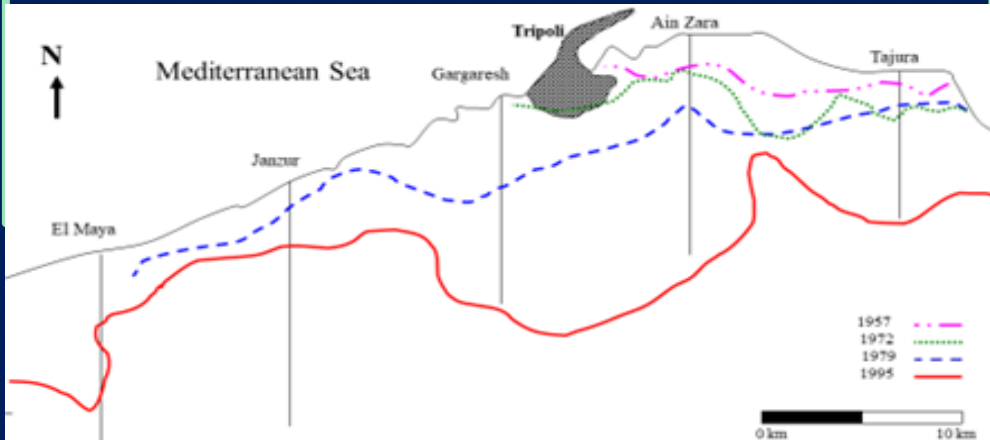 N
Mediterranean Sea
Tripoli
Ain Zara
Gargaresh
Tajura
Janzur
El Maya
1957
1972
1979
1995
0 km
10 km